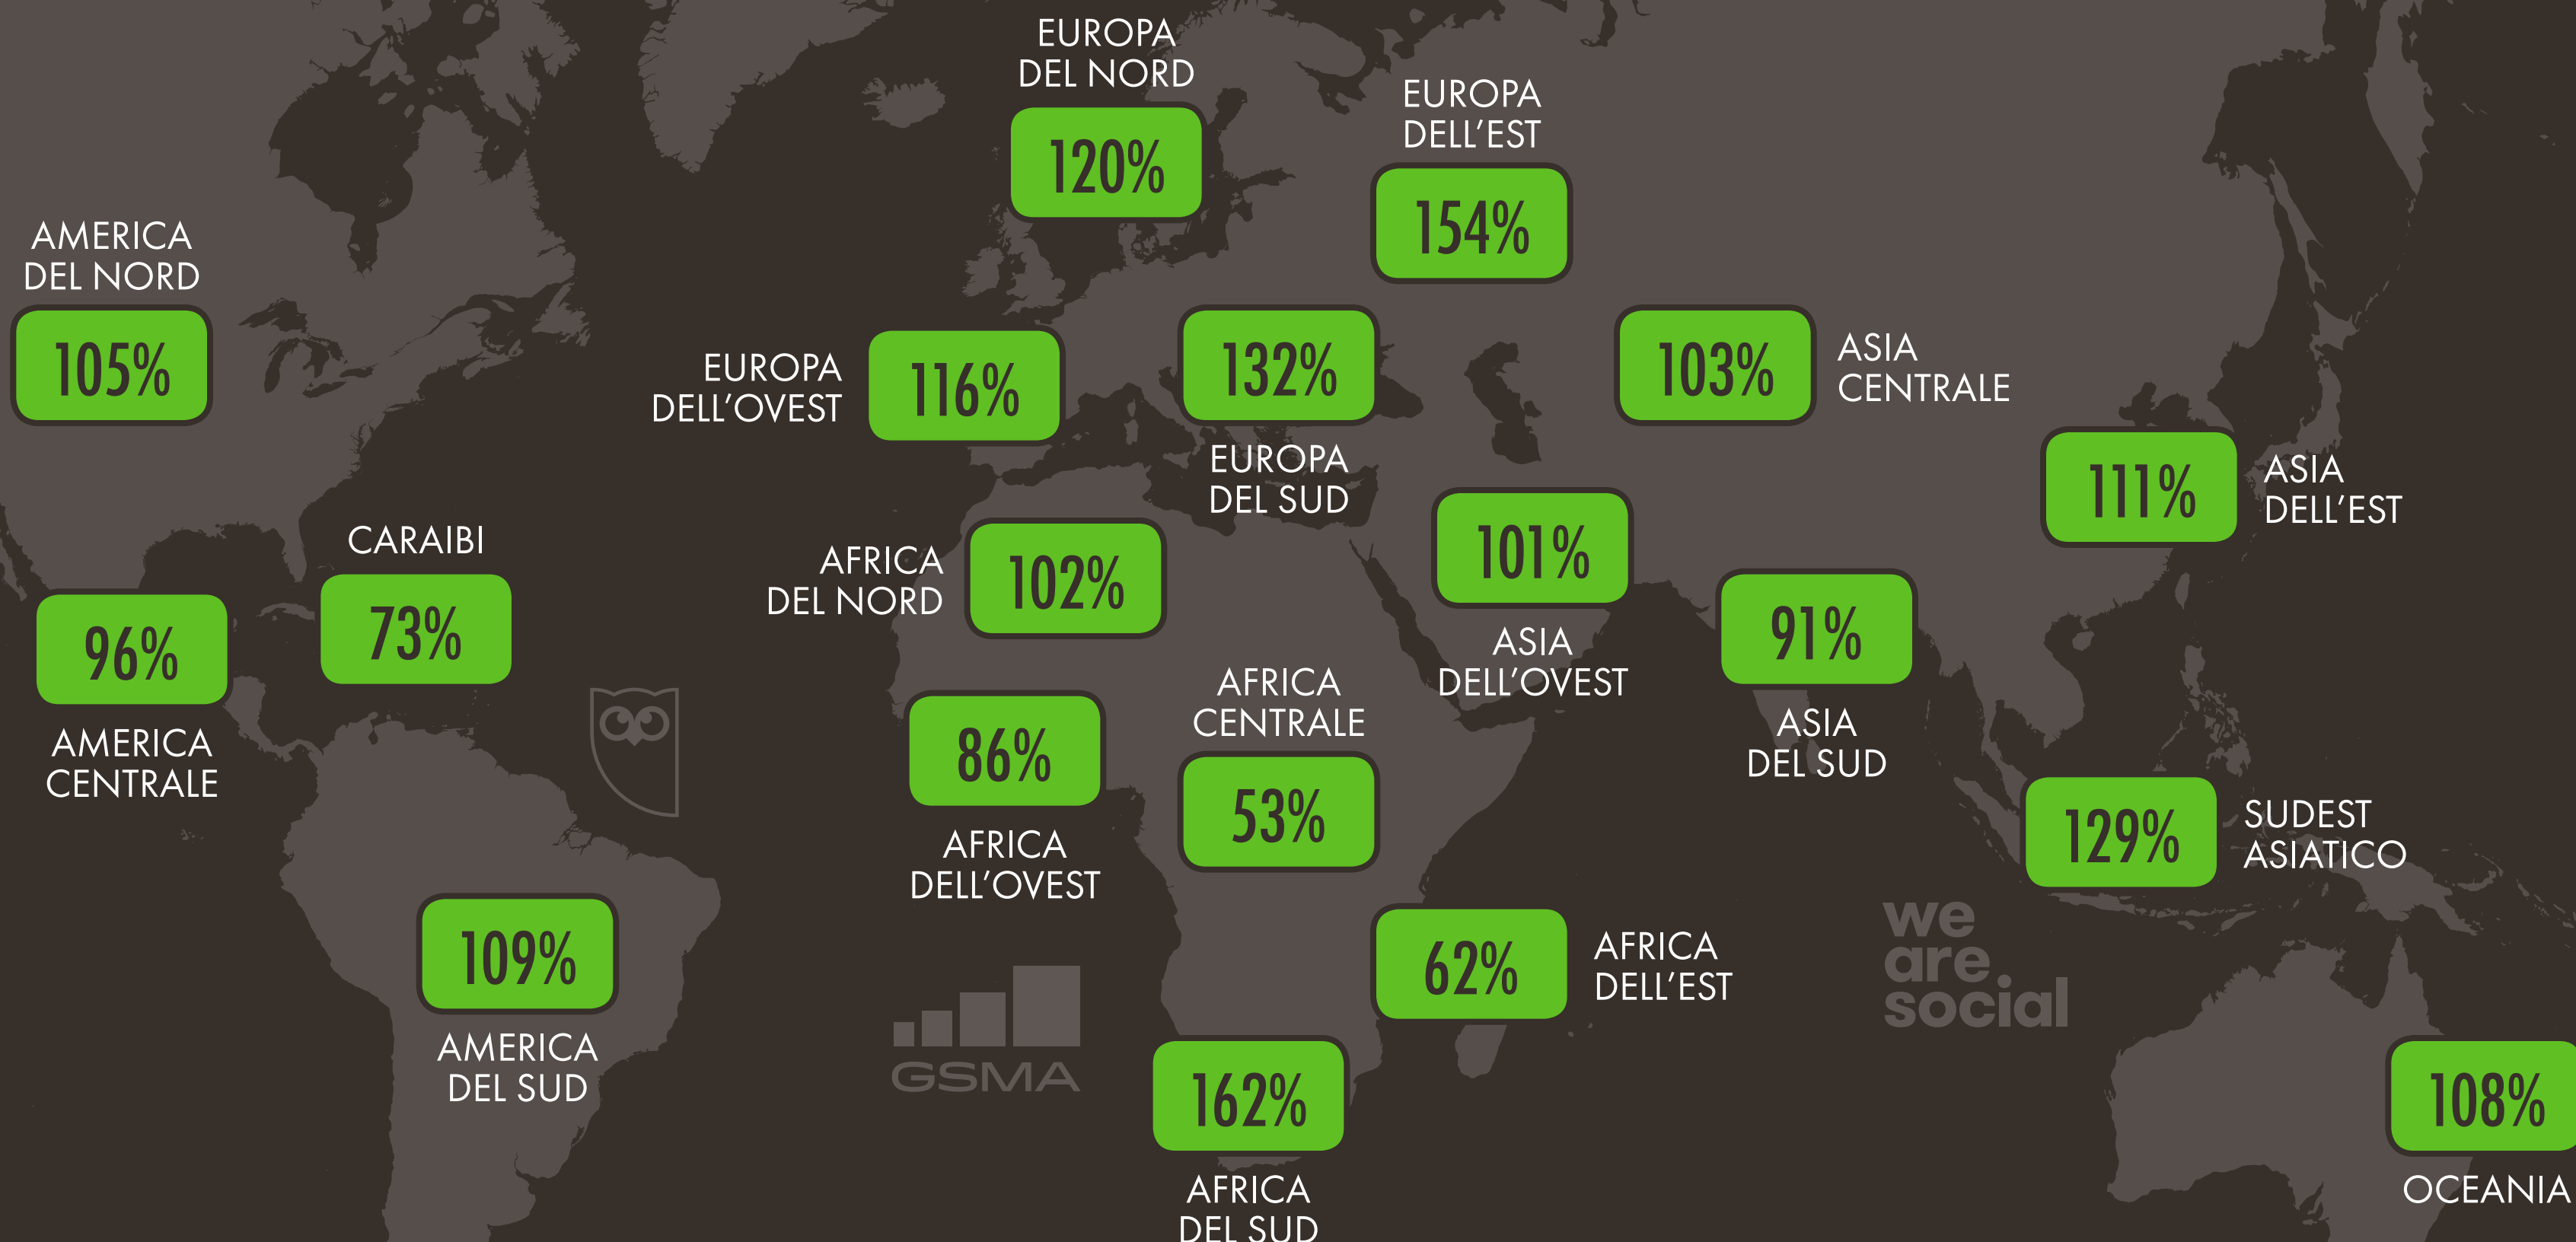 EUROPA
DEL NORD
120%
EUROPA
DELL'EST
154%
AMERICA
DEL NORD
105%
EUROPA
DELL'OVEST
116%
132%
EUROPA
DEL SUD
103%
ASIA
CENTRALE
111%
ASIA
DELL'EST
CARAIBI
73%
96%
AMERICA
CENTRALE
AFRICA
DEL NORD
102%
101%
ASIA
DELL'OVEST
91%
ASIA
DEL SUD
86%
AFRICA
DELL'OVEST
AFRICA
CENTRALE
53%
129%
SUDEST
ASIATICO
109%
AMERICA
DEL SUD
62%
AFRICA
DELL'EST
we
are
social
GSMA
162%
AFRICA
DEL SUD
108%
OCEANIA